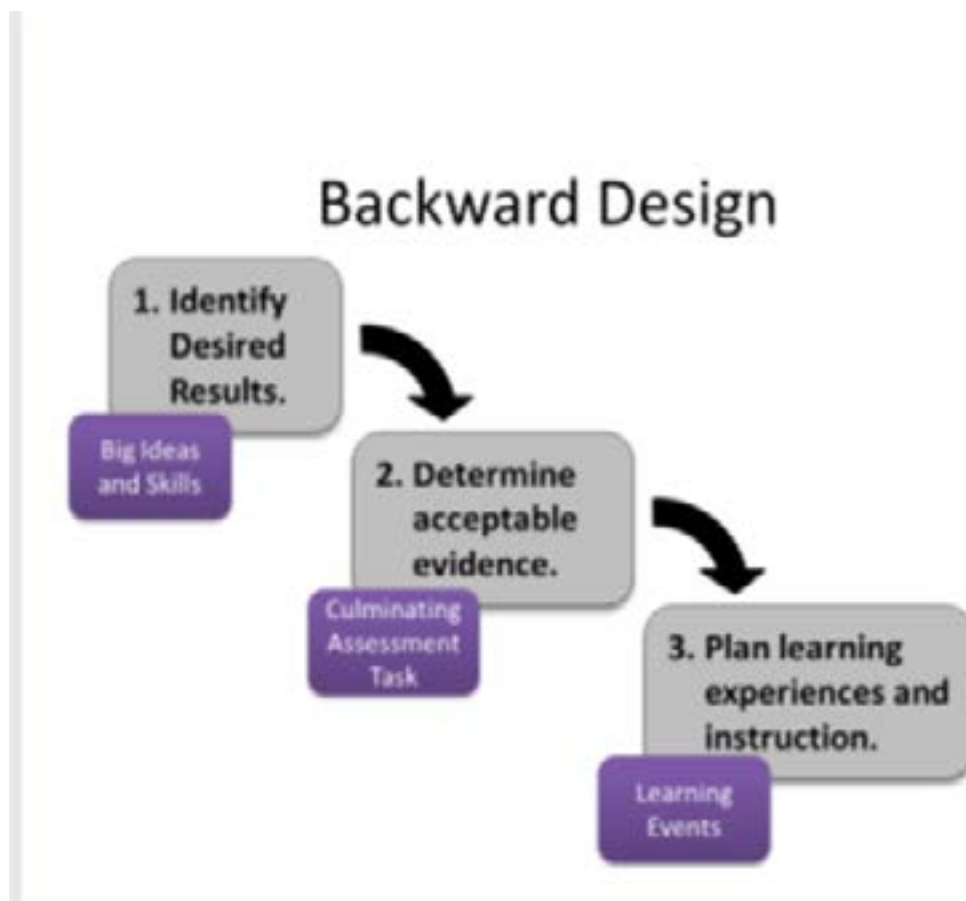 Backward Design
1. Identify
Desired
Results.
Big Ideas
and Skills
2. Determine
acceptable
evidence.
Culminating
Assessment
Task
3. Plan learning
experiences and
instruction.
Learning
Events